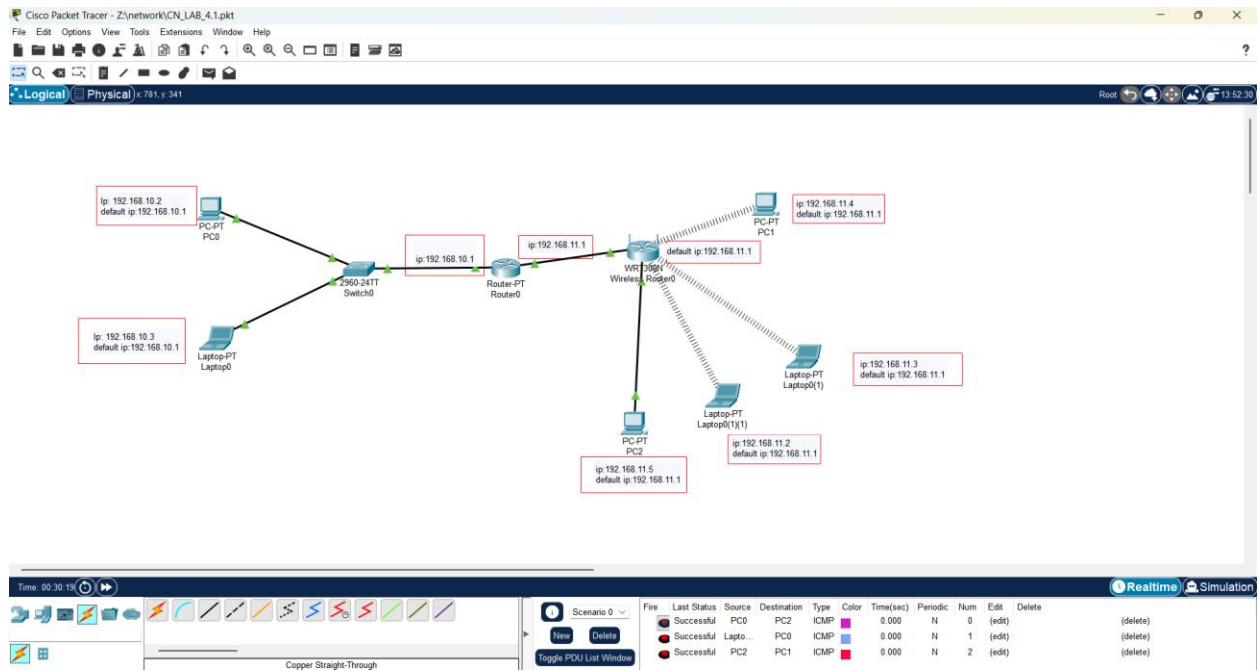 Cisco Packet Tracer - Z:\network\CN_LAB_4.1.pkt
File Edit Options View Tools Extensions Window Help
?
Logical Physical x: 781, y: 341 Root 13:52:30
Ip: 192.168.10.2
default ip:192.168.10.1
PC-PT
PC0
ip:192.168.10.1
ip:192.168.11.1
ip:192.168.11.4
default ip:192.168.11.1
PC-PT
PC1
default ip:192.168.11.1
2960-24TT
Switch0
Router-PT
Router0
WRT300N
Wireless Router0
Ip: 192.168.10.3
default ip:192.168.10.1
Laptop-PT
Laptop0
Laptop-PT
Laptop0(1)
ip:192.168.11.3
default ip:192.168.11.1
Laptop-PT
Laptop0(1)(1)
ip:192.168.11.2
default ip:192.168.11.1
PC-PT
PC2
ip:192.168.11.5
default ip:192.168.11.1
Time: 00:30:19 Realtime Simulation
Scenario 0
New Delete
Toggle PDU List Window
Fire Last Status Source Destination Type Color Time(sec) Periodic Num Edit Delete
Successful PC0 PC2 ICMP 0.000 N 0 (edit) (delete)
Successful Lapto... PC0 ICMP 0.000 N 1 (edit) (delete)
Successful PC2 PC1 ICMP 0.000 N 2 (edit) (delete)
Copper Straight-Through